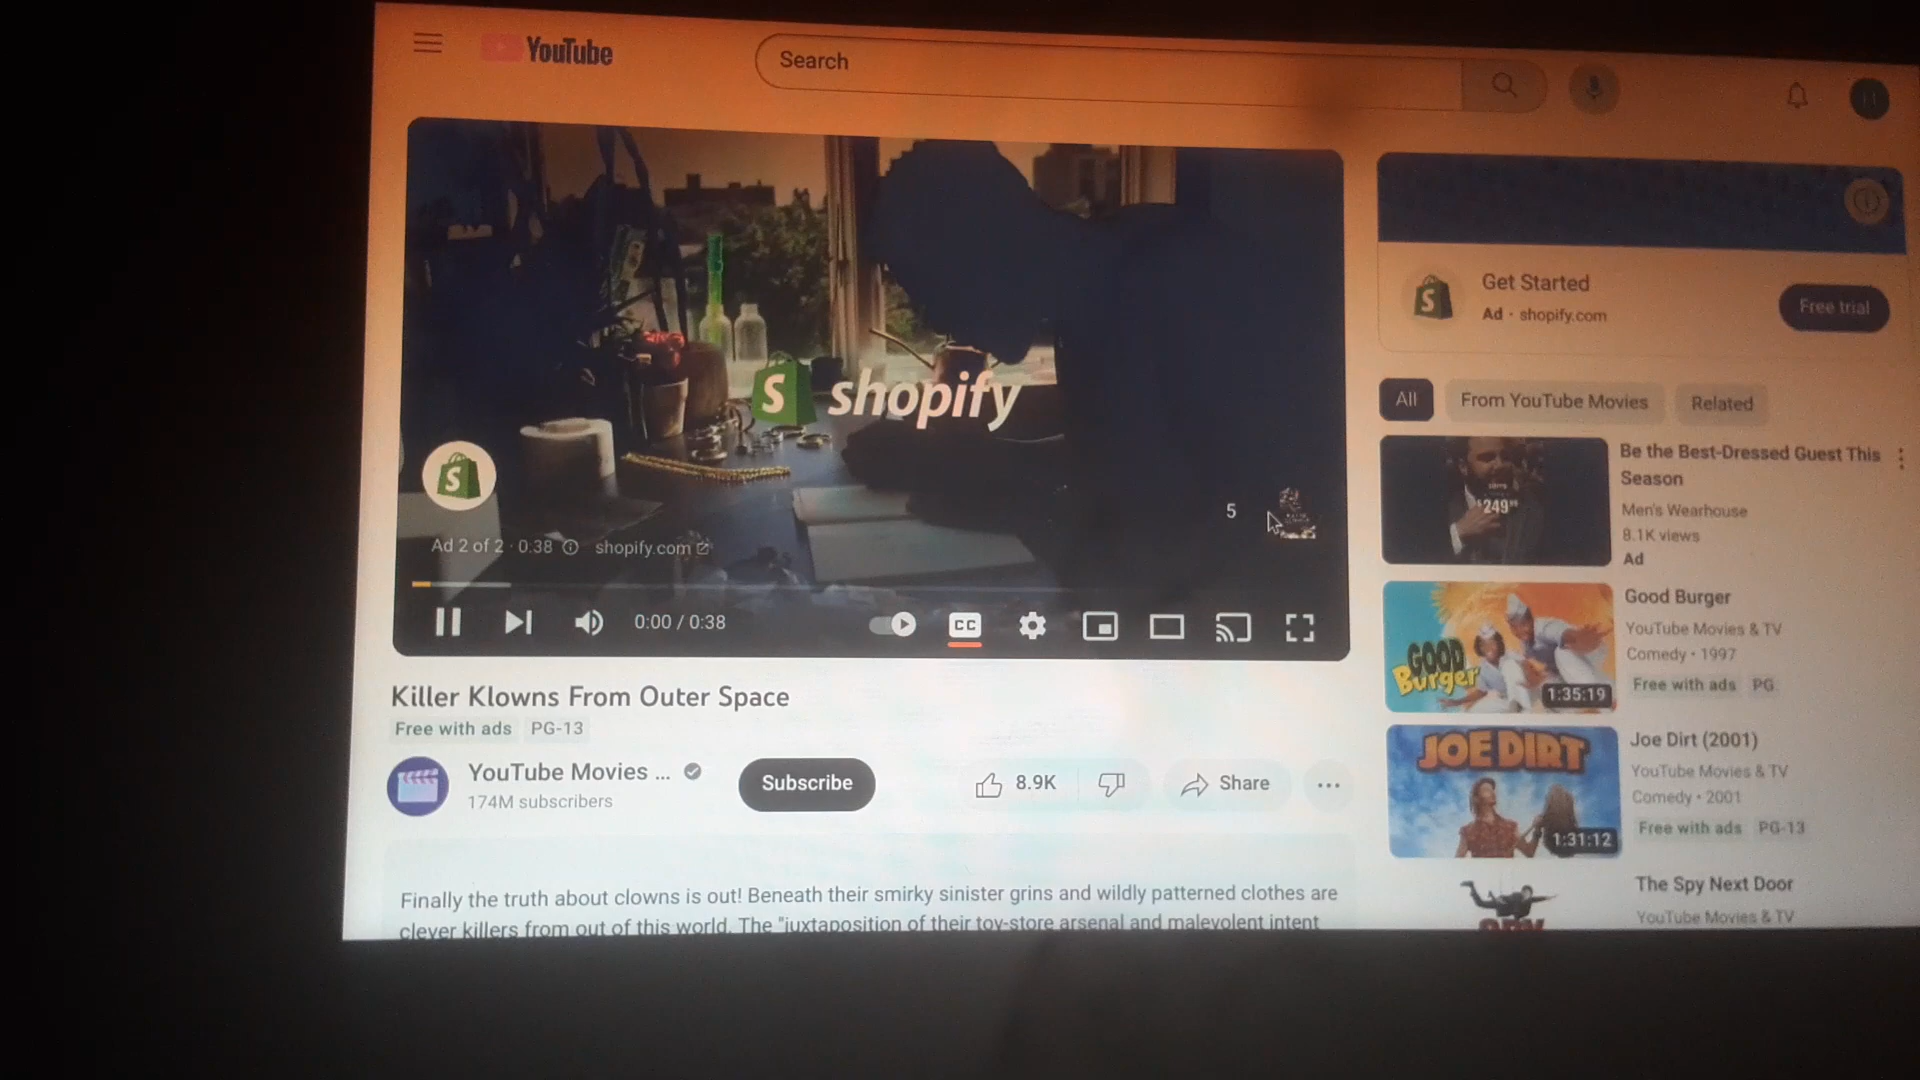 YouTube
Search
shopify
5
Ad 2 of 2 · 0:38 shopify.com
0:00 / 0:38
CC
Killer Klowns From Outer Space
Free with ads PG-13
YouTube Movies ...
174M subscribers
Subscribe
8.9K
Share
Finally the truth about clowns is out! Beneath their smirky sinister grins and wildly patterned clothes are
clever killers from out of this world. The "juxtaposition of their toy-store arsenal and malevolent intent
Get Started
Ad · shopify.com
Free trial
All
From YouTube Movies
Related
$249
Be the Best-Dressed Guest This
Season
Men's Wearhouse
8.1K views
Ad
GOOD
Burger
1:35:19
Good Burger
YouTube Movies & TV
Comedy • 1997
Free with ads PG
JOE DIRT
1:31:12
Joe Dirt (2001)
YouTube Movies & TV
Comedy • 2001
Free with ads PG-13
SPY
The Spy Next Door
YouTube Movies & TV